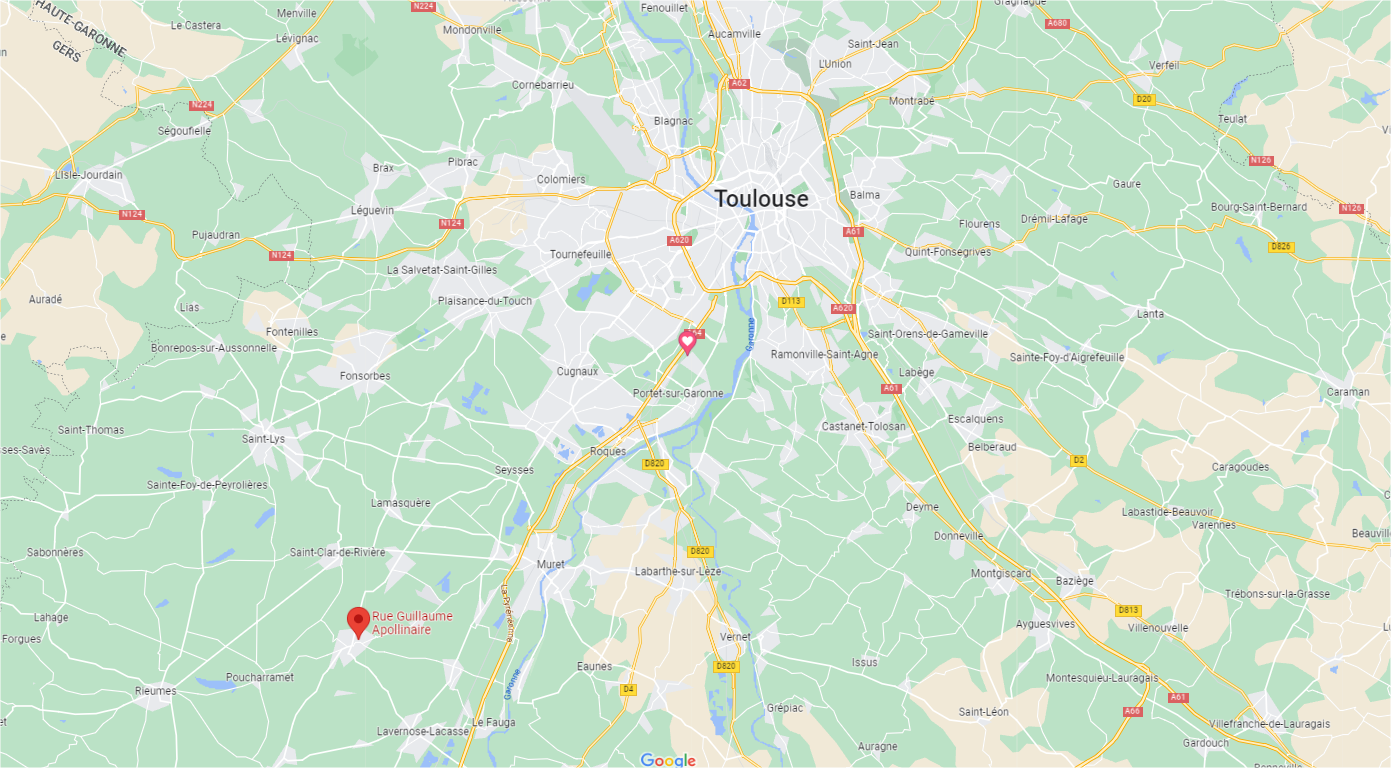 N224
Menville
Fenouillet
HAUTE-GARONNE
GERS
Le Castera
Lévignac
Mondonville
Aucamville
Saint-Jean
A680
L'Union
Verfeil
Cornebarrieu
A62
Montrabé
D20
N224
Ségoufielle
Blagnac
Teulat
Brax
Pibrac
N126
L'Isle-Jourdain
Colomiers
Gaure
Toulouse
Balma
N124
Léguevin
N124
Bourg-Saint-Bernard
N126
Drémil-Lafage
Flourens
Pujaudran
A620
A61
D826
N124
Tournefeuille
Quint-Fonsegrives
La Salvetat-Saint-Gilles
Auradé
Plaisance-du-Touch
D113
Lias
A620
Lanta
Fontenilles
Garonne
Saint-Orens-de-Gameville
Bonrepos-sur-Aussonnelle
Ramonville-Saint-Agne
Sainte-Foy-d'Aigrefeuille
Cugnaux
Labège
Fonsorbes
A61
Portet-sur-Garonne
Caraman
Saint-Thomas
Escalquens
Castanet-Tolosan
Saint-Lys
Belberaud
Roques
D820
D2
Seysses
Caragoudes
Sainte-Foy-de-Peyrolières
Lamasquère
Deyme
Labastide-Beauvoir
Varennes
Donneville
Beauvill
Sabonnères
Saint-Clar-de-Rivière
D820
Muret
Labarthe-sur-Lèze
Montgiscard
Baziège
Trébons-sur-la-Grasse
Lahage
Rue Guillaume
Apollinaire
La Pyrénéenne
D813
Ayguesvives
Villenouvelle
Forgues
Vernet
Issus
Eaunes
D820
Poucharramet
Montesquieu-Lauragais
Rieumes
Garonne
D4
A61
A66
Grépiac
Saint-Léon
Le Fauga
Villefranche-de-Lauragais
Lavernose-Lacasse
Gardouch
Auragne
Google